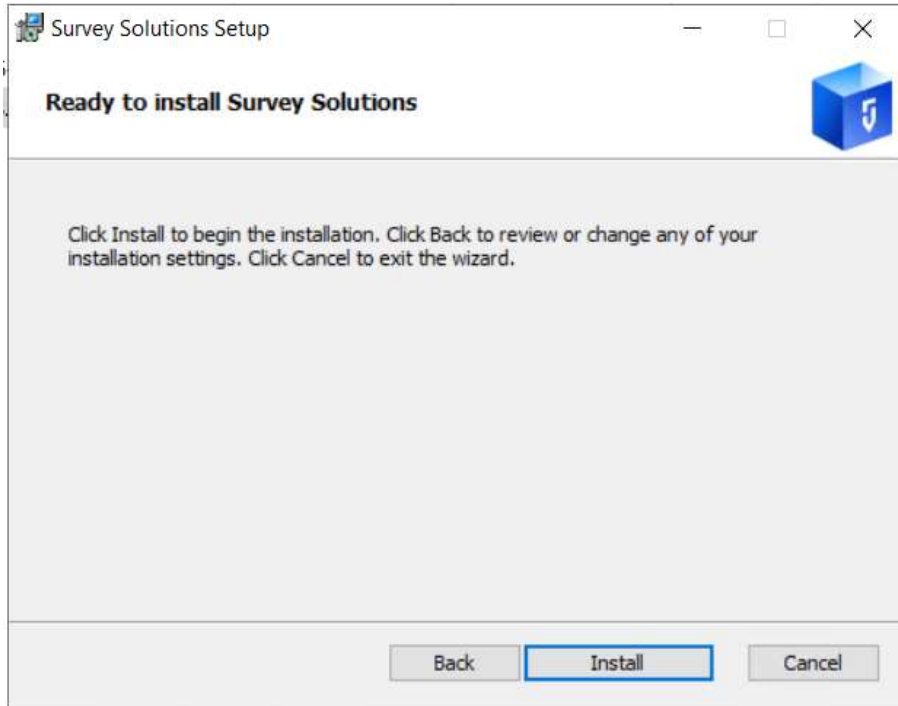 Survey Solutions Setup
Ready to install Survey Solutions
Click Install to begin the installation. Click Back to review or change any of your
installation settings. Click Cancel to exit the wizard.
Back
Install
Cancel